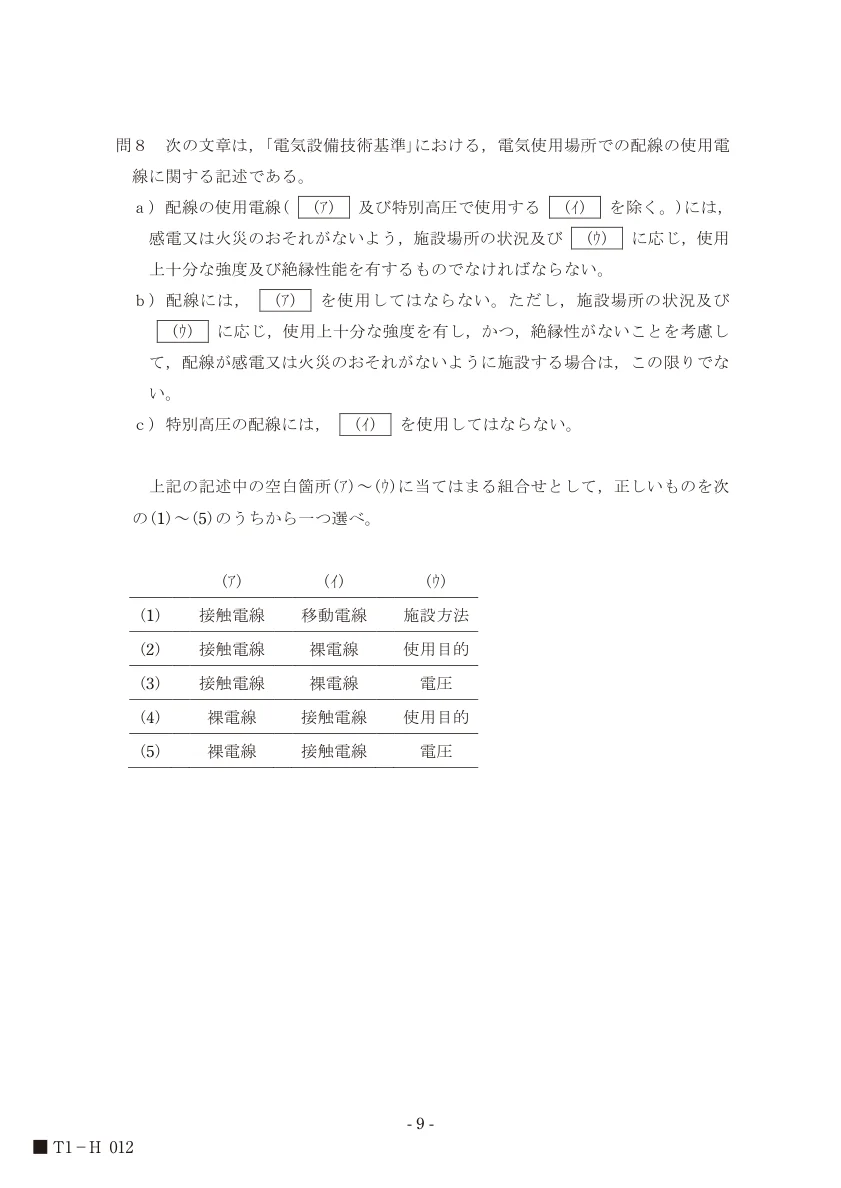 問８　次の文章は，「電気設備技術基準」における，電気使用場所での配線の使用電
線に関する記述である。
ａ）配線の使用電線( (ｱ) 及び特別高圧で使用する (ｲ) を除く。)には，
感電又は火災のおそれがないよう，施設場所の状況及び (ｳ) に応じ，使用
上十分な強度及び絶縁性能を有するものでなければならない。
ｂ）配線には， (ｱ) を使用してはならない。ただし，施設場所の状況及び
(ｳ) に応じ，使用上十分な強度を有し，かつ，絶縁性がないことを考慮し
て，配線が感電又は火災のおそれがないように施設する場合は，この限りでな
い。
ｃ）特別高圧の配線には， (ｲ) を使用してはならない。
上記の記述中の空白箇所(ｱ)～(ｳ)に当てはまる組合せとして，正しいものを次
の(1)～(5)のうちから一つ選べ。
(ｱ) (ｲ) (ｳ)
(1) 接触電線 移動電線 施設方法
(2) 接触電線 裸電線 使用目的
(3) 接触電線 裸電線 電圧
(4) 裸電線 接触電線 使用目的
(5) 裸電線 接触電線 電圧
- 9 -
■T1－H 012